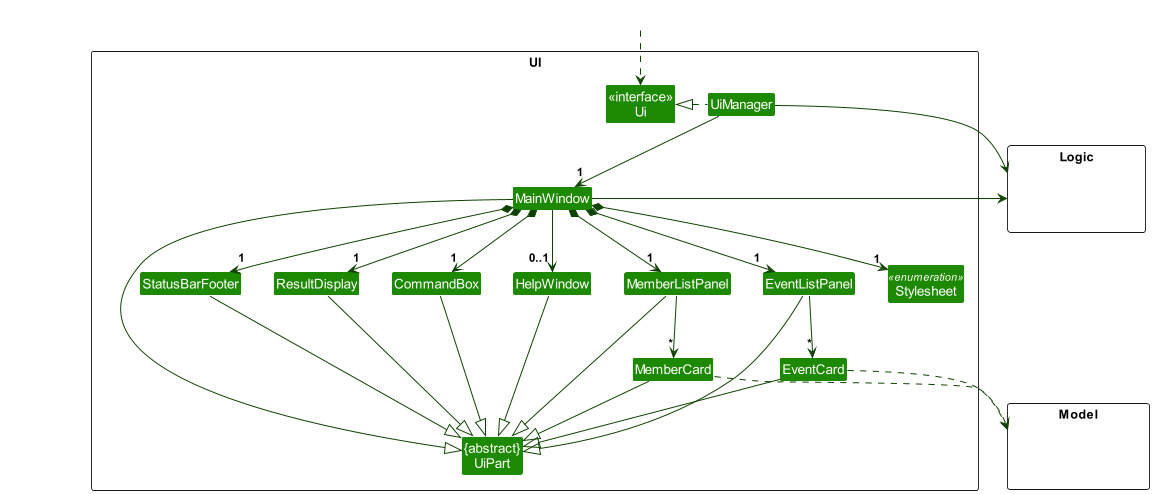 UI
«interface»
Ui
UiManager
Logic
1
MainWindow
1
1
1
0..1
1
1
1
StatusBarFooter
ResultDisplay
CommandBox
HelpWindow
MemberListPanel
EventListPanel
«enumeration»
Stylesheet
*
*
MemberCard
EventCard
Model
{abstract}
UiPart